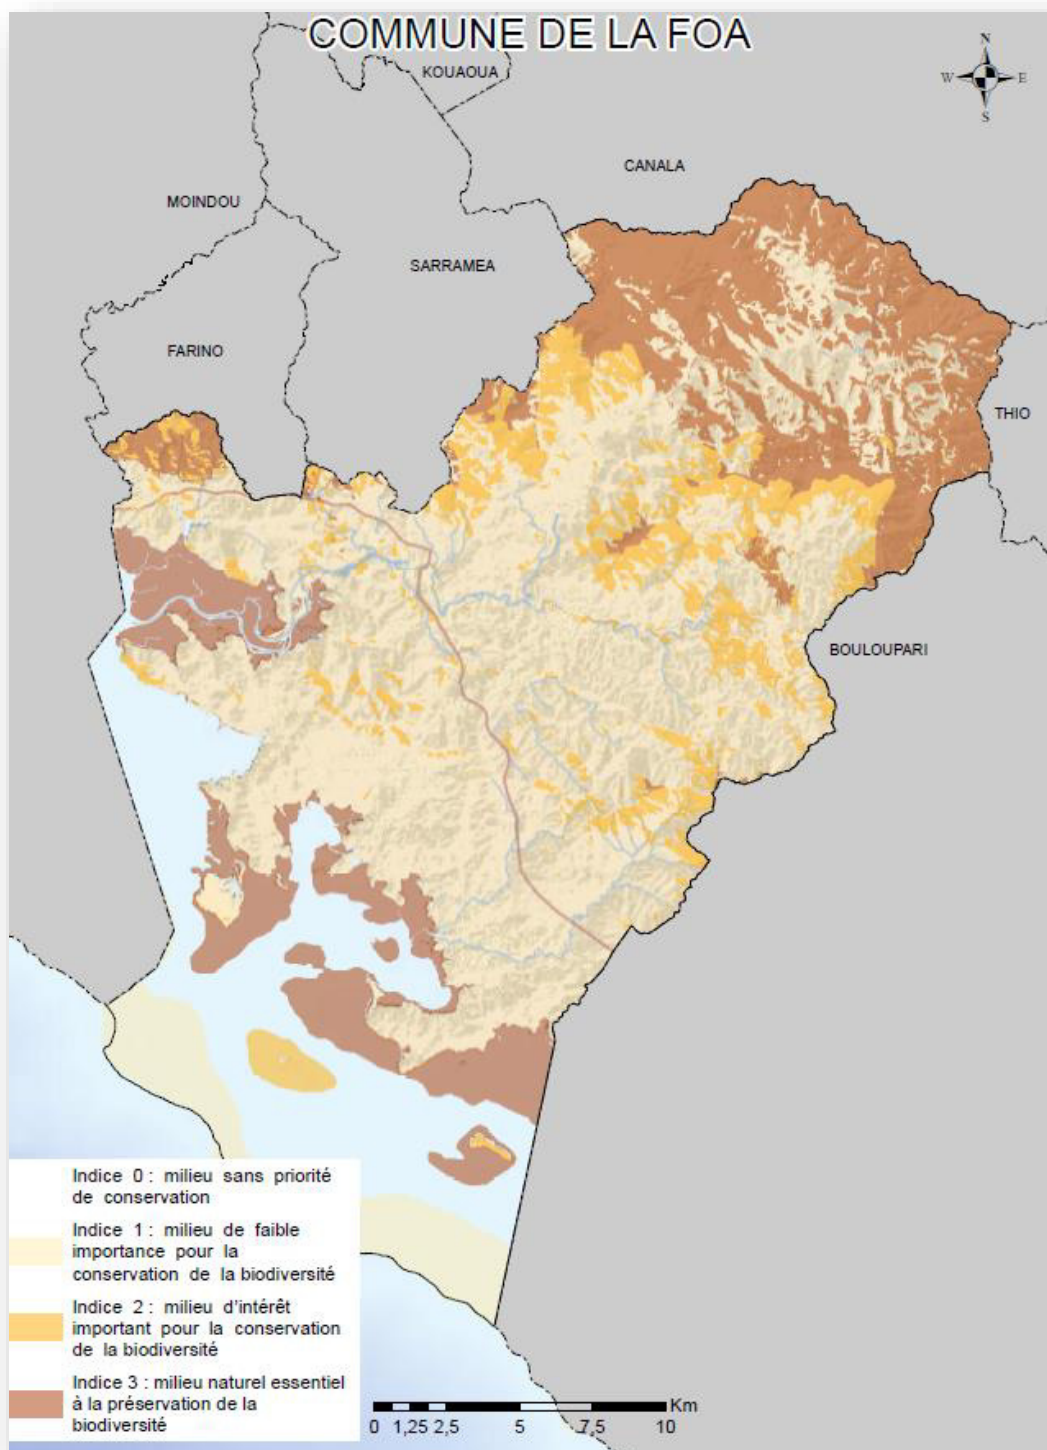 COMMUNE DE LA FOA
KOUAOUA
N
W E
S
CANALA
MOINDOU
SARRAMEA
FARINO
THIO
BOULOUPARI
Indice 0 : milieu sans priorité
de conservation
Indice 1 : milieu de faible
importance pour la
conservation de la biodiversité
Indice 2 : milieu d'intérêt
important pour la conservation
de la biodiversité
Indice 3 : milieu naturel essentiel
à la préservation de la
biodiversité
Km
0 1,25 2,5 5 7,5 10